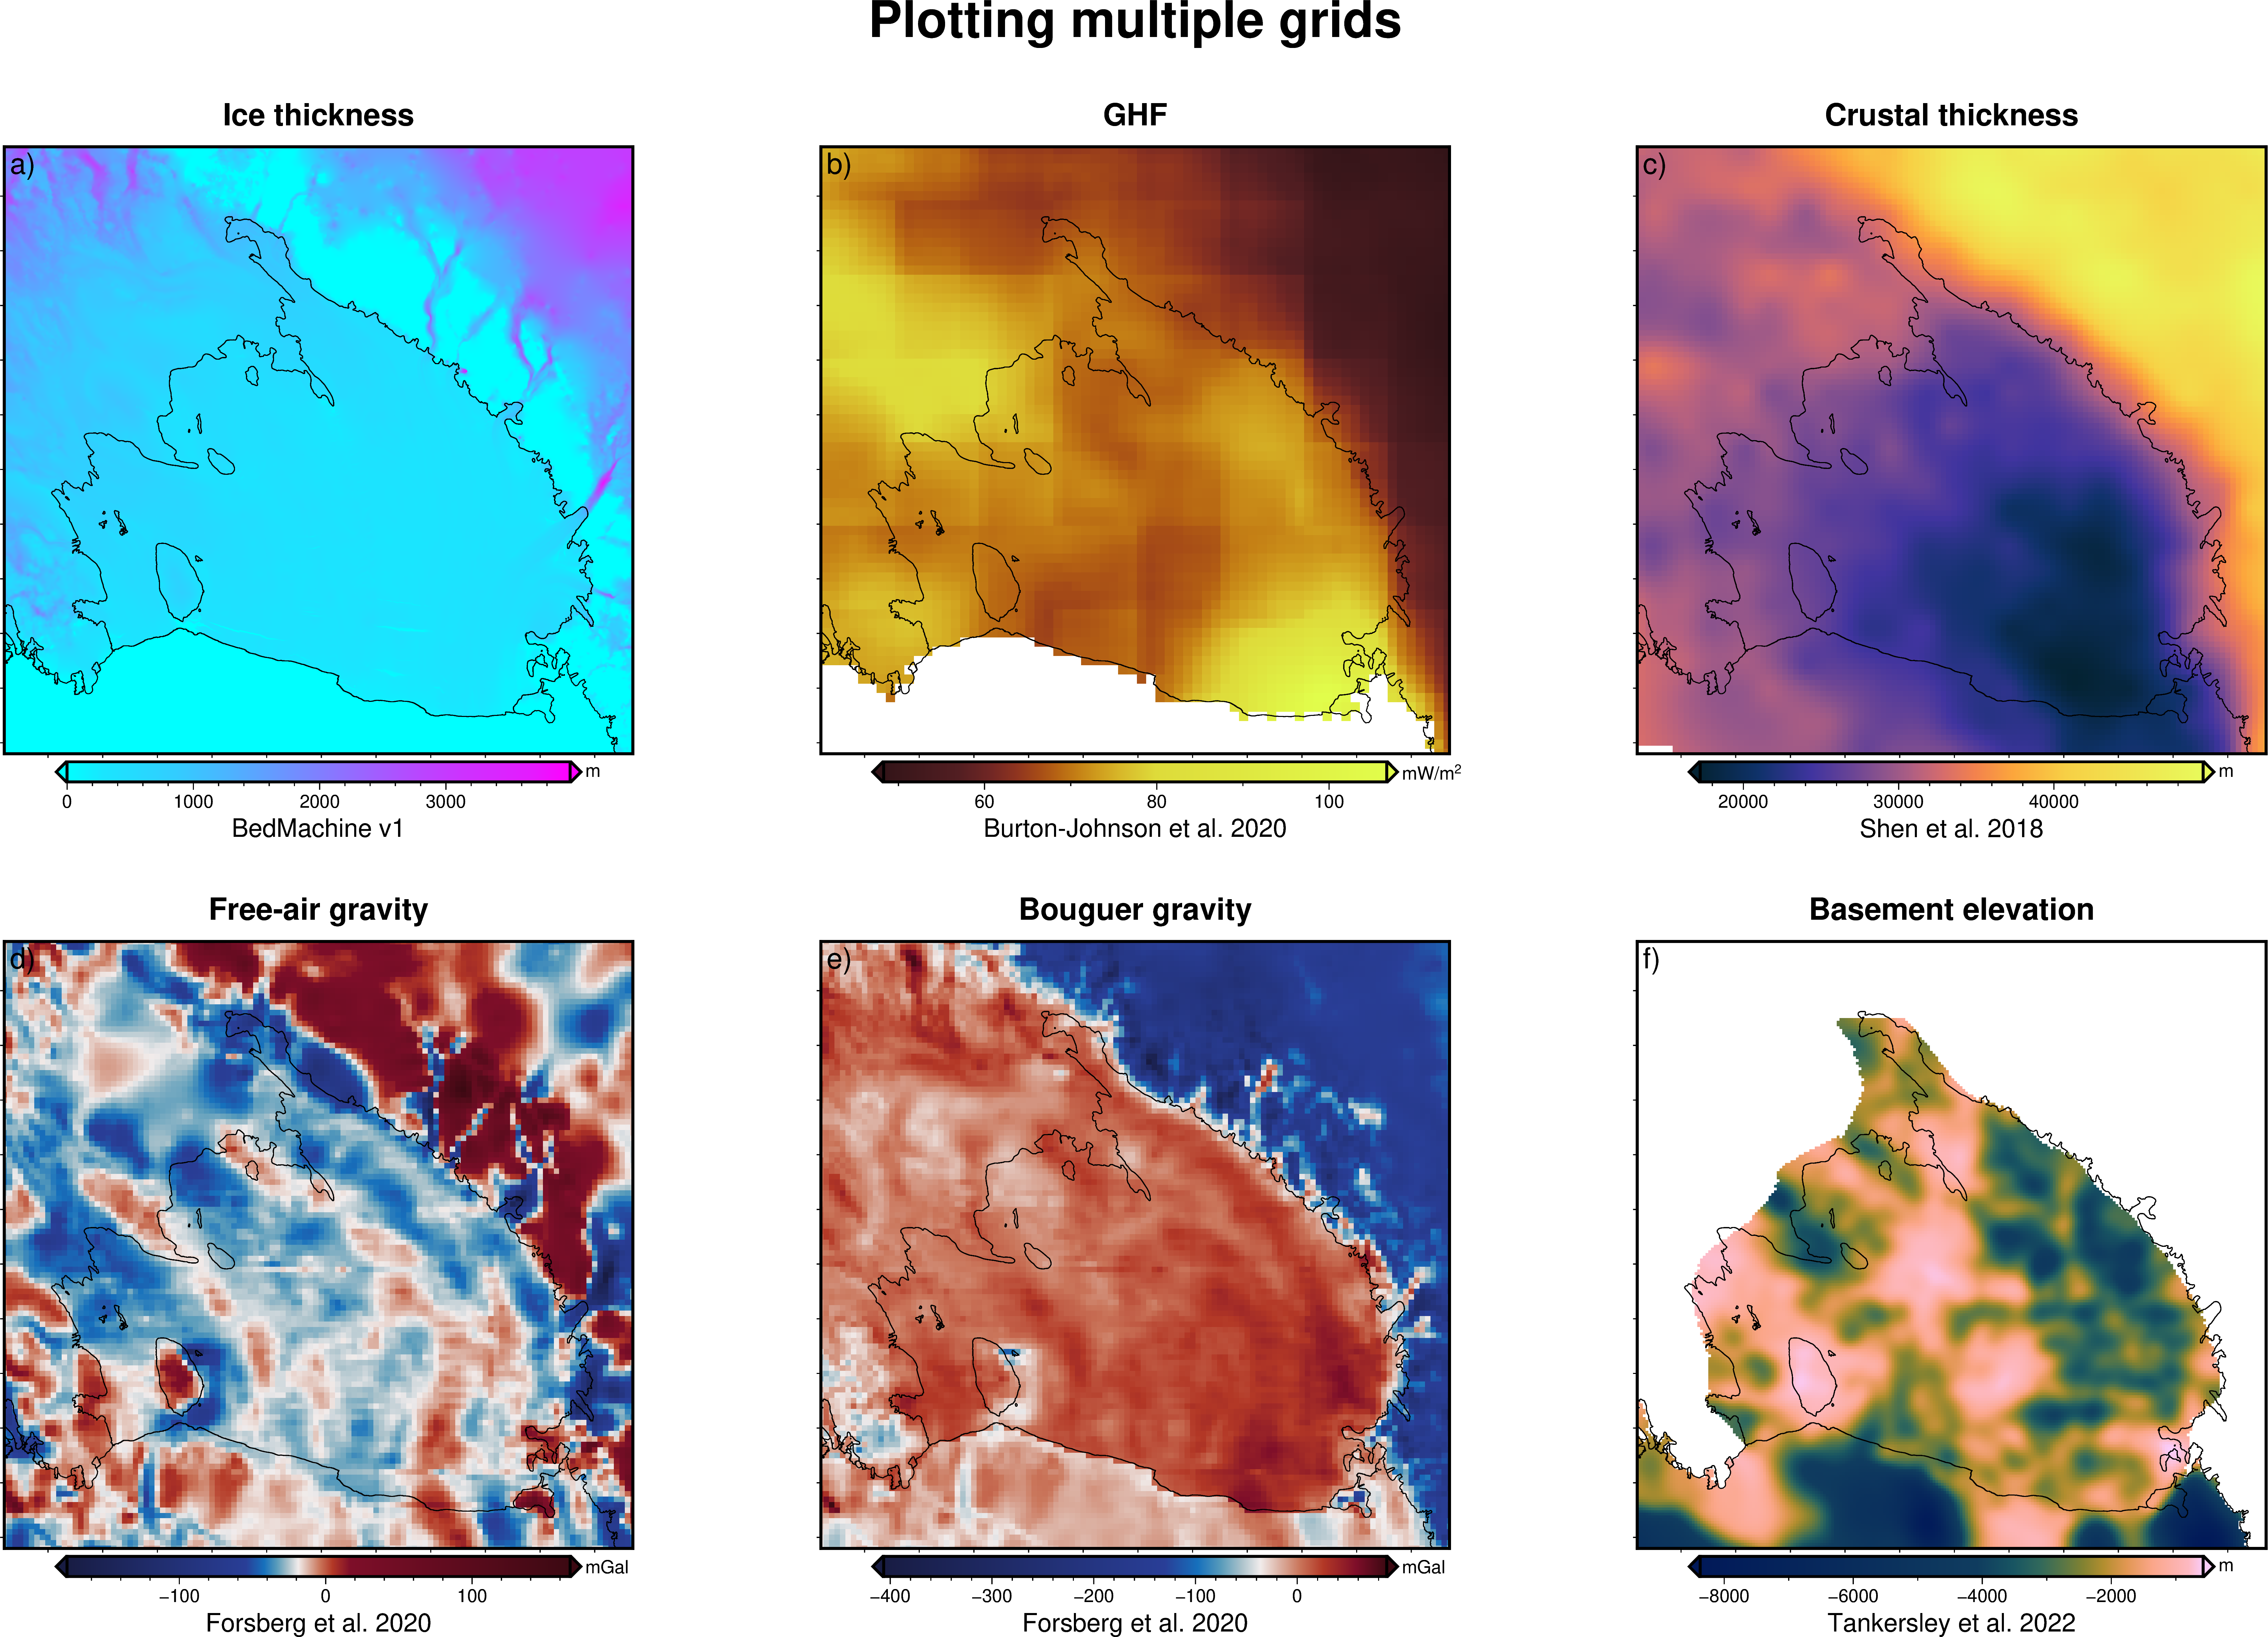 Plotting multiple grids
Ice thickness
GHF
Crustal thickness
a)
b)
c)
m
mW/m²
m
0 1000 2000 3000
60 80 100
20000 30000 40000
BedMachine v1
Burton-Johnson et al. 2020
Shen et al. 2018
Free-air gravity
Bouguer gravity
Basement elevation
d)
e)
f)
mGal
mGal
m
−100 0 100
−400 −300 −200 −100 0
−8000 −6000 −4000 −2000
Forsberg et al. 2020
Forsberg et al. 2020
Tankersley et al. 2022